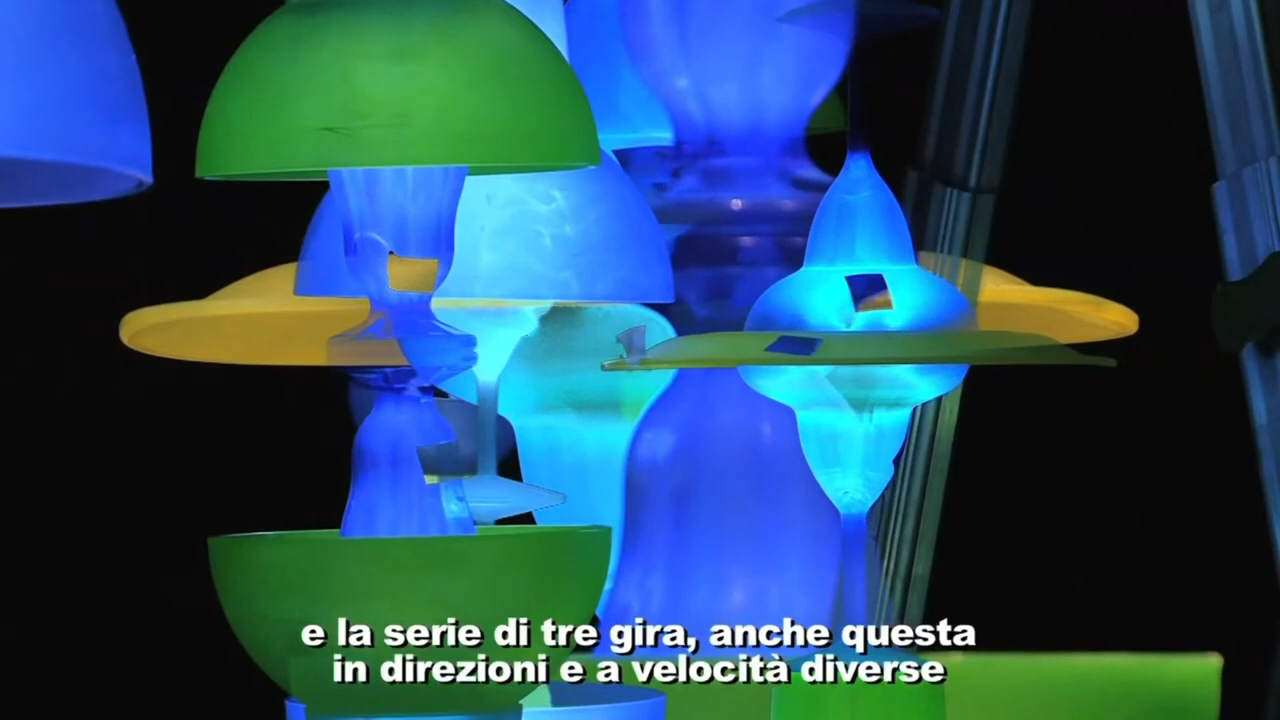 e la serie di tre gira, anche questa
in direzioni e a velocità diverse